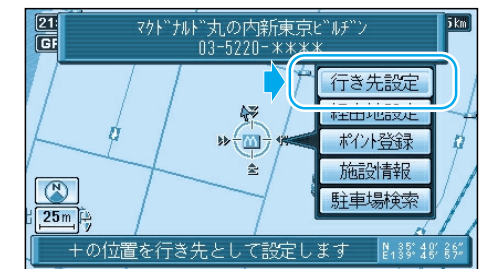 21:
GF
5km
マクドナルド丸の内新東京ビルヂン
03-5220-****
行き先設定
経由地設定
ポイント登録
施設情報
駐車場検索
N
25m
+の位置を行き先として設定します
N 35°40′26″
E139°45′57″